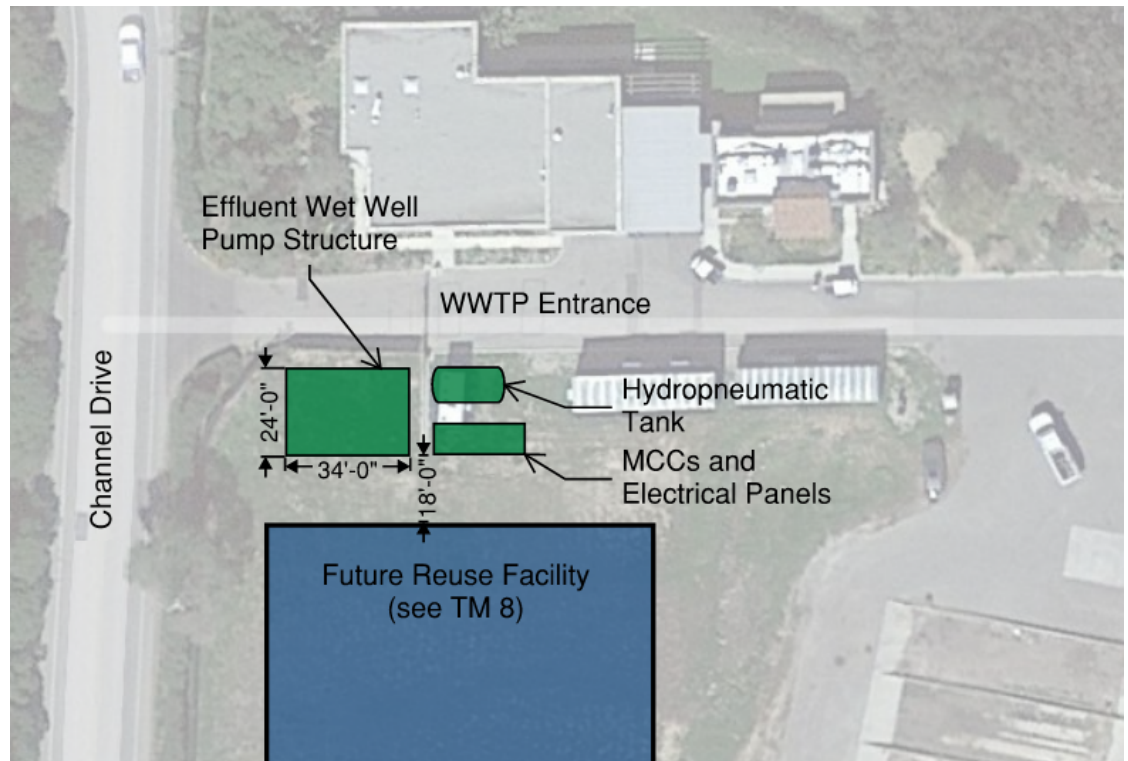 Effluent Wet Well
Pump Structure
WWTP Entrance
Channel Drive
24'-0"
34'-0"
18'-0"
Hydropneumatic
Tank
MCCs and
Electrical Panels
Future Reuse Facility
(see TM 8)